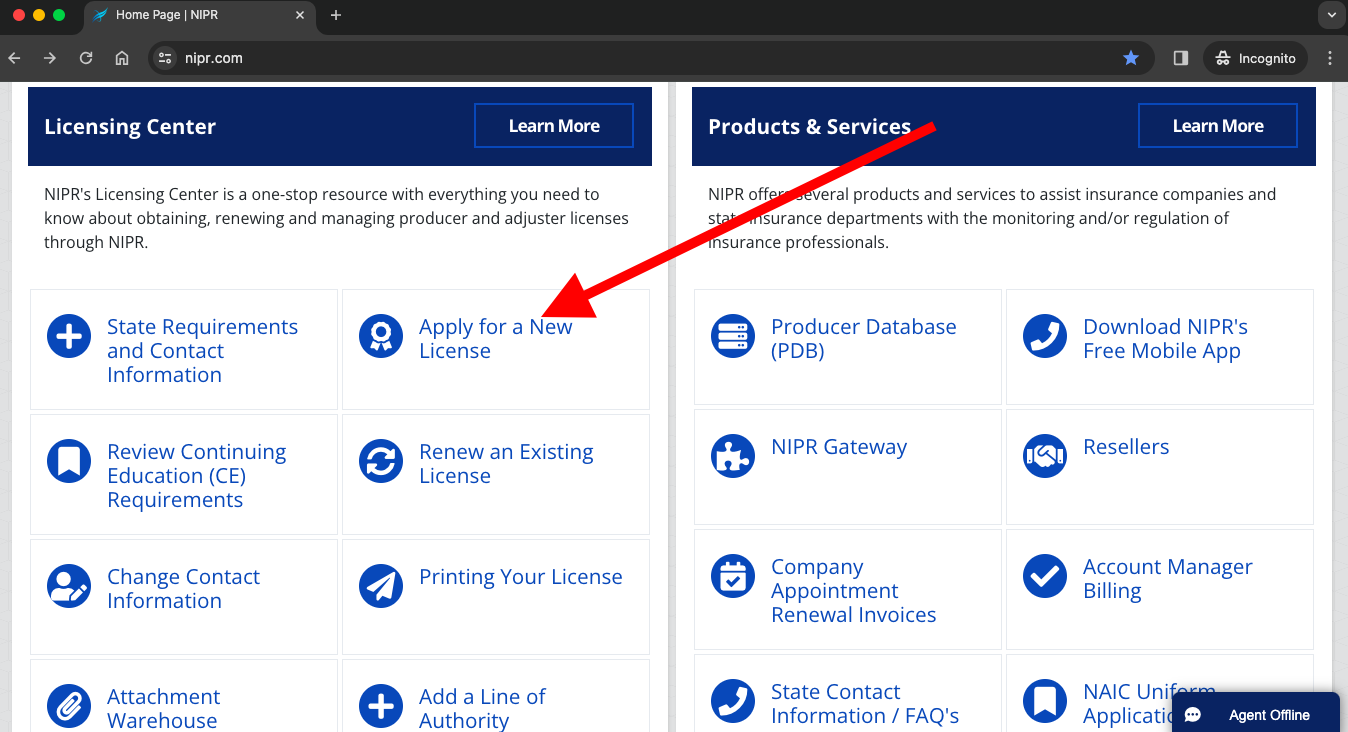 Home Page | NIPR
nipr.com
Incognito
Licensing Center
Learn More
NIPR's Licensing Center is a one-stop resource with everything you need to
know about obtaining, renewing and managing producer and adjuster licenses
through NIPR.
State Requirements
and Contact
Information
Apply for a New
License
Review Continuing
Education (CE)
Requirements
Renew an Existing
License
Change Contact
Information
Printing Your License
Attachment
Warehouse
Add a Line of
Authority
Products & Services
Learn More
NIPR offers several products and services to assist insurance companies and
state insurance departments with the monitoring and/or regulation of
insurance professionals.
Producer Database
(PDB)
Download NIPR's
Free Mobile App
NIPR Gateway
Resellers
Company
Appointment
Renewal Invoices
Account Manager
Billing
State Contact
Information / FAQ's
NAIC Uniform
Agent Offline